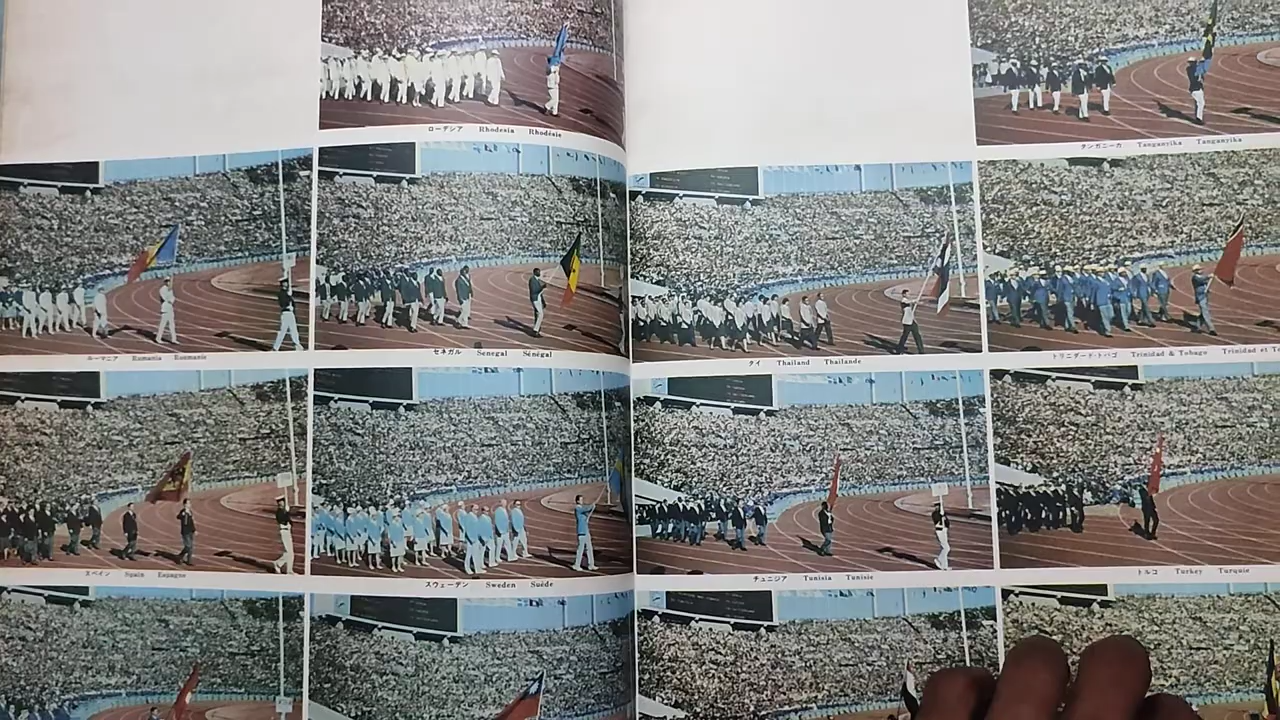 ローデシア Rhodesia Rhodésie
ルーマニア Rumania Roumanie
セネガル Senegal Sénégal
スペイン Spain Espagne
スウェーデン Sweden Suède
タンガニーカ Tanganyika Tanganyika
タイ Thailand Thaïlande
トリニダード・トバゴ Trinidad & Tobago Trinidad et To
チュニジア Tunisia Tunisie
トルコ Turkey Turquie